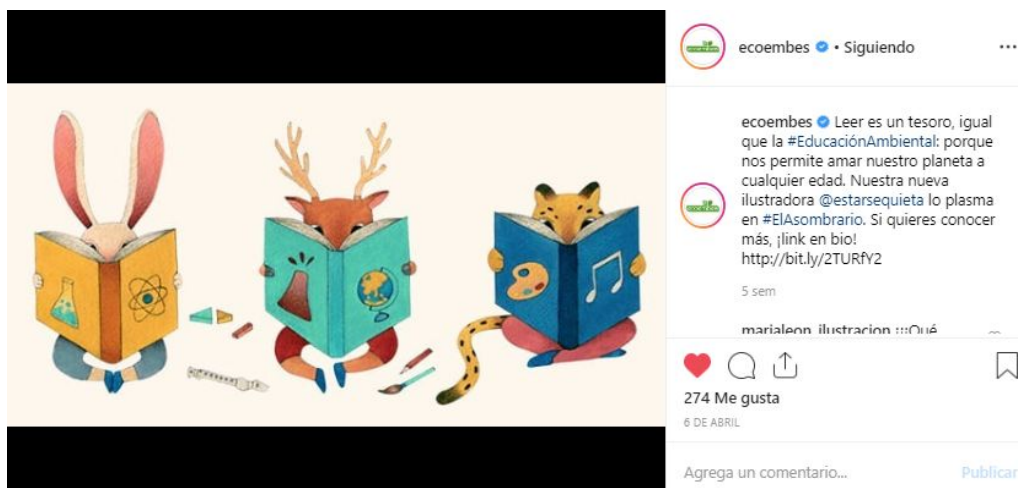 ecoembes • Siguiendo
ecoembes Leer es un tesoro, igual
que la #EducaciónAmbiental: porque
nos permite amar nuestro planeta a
cualquier edad. Nuestra nueva
ilustradora @estarsequieta lo plasma
en #ElAsombrario. Si quieres conocer
más, ¡link en bio!
http://bit.ly/2TURfY2
5 sem
marialeon_ilustracion ¡¡¡¡Qué
274 Me gusta
6 DE ABRIL
Agrega un comentario...
Publicar